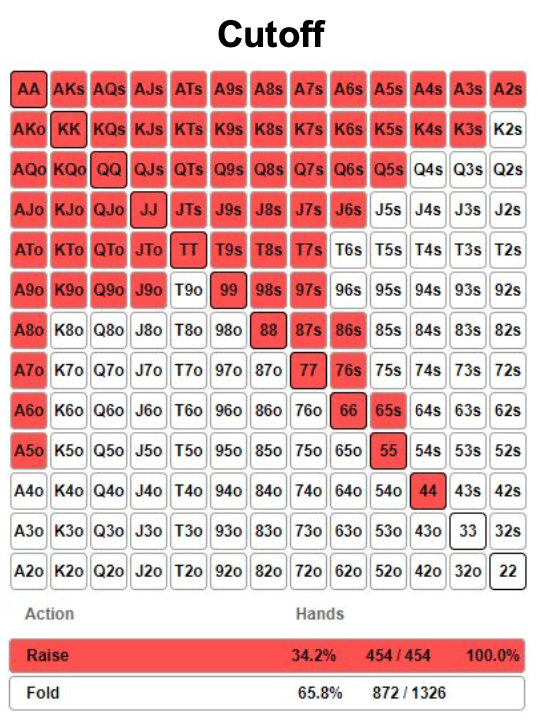 Cutoff
AA AKs AQs AJs ATs A9s A8s A7s A6s A5s A4s A3s A2s
AKo KK KQs KJs KTs K9s K8s K7s K6s K5s K4s K3s K2s
AQo KQo QQ QJs QTs Q9s Q8s Q7s Q6s Q5s Q4s Q3s Q2s
AJo KJo QJo JJ JTs J9s J8s J7s J6s J5s J4s J3s J2s
ATo KTo QTo JTo TT T9s T8s T7s T6s T5s T4s T3s T2s
A9o K9o Q9o J9o T9o 99 98s 97s 96s 95s 94s 93s 92s
A8o K8o Q8o J8o T8o 98o 88 87s 86s 85s 84s 83s 82s
A7o K7o Q7o J7o T7o 97o 87o 77 76s 75s 74s 73s 72s
A6o K6o Q6o J6o T6o 96o 86o 76o 66 65s 64s 63s 62s
A5o K5o Q5o J5o T5o 95o 85o 75o 65o 55 54s 53s 52s
A4o K4o Q4o J4o T4o 94o 84o 74o 64o 54o 44 43s 42s
A3o K3o Q3o J3o T3o 93o 83o 73o 63o 53o 43o 33 32s
A2o K2o Q2o J2o T2o 92o 82o 72o 62o 52o 42o 32o 22
Action Hands
Raise 34.2% 454 / 454 100.0%
Fold 65.8% 872 / 1326